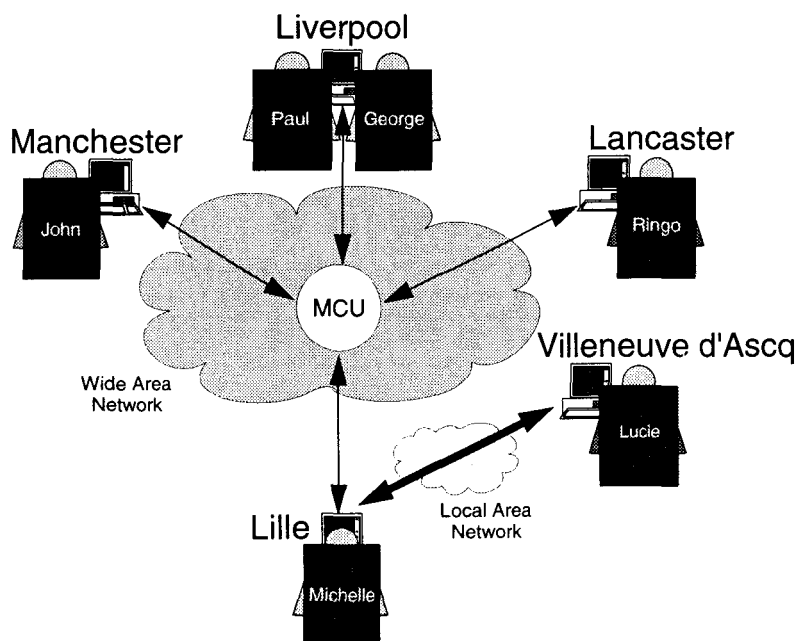 Liverpool
Paul
George
Manchester
John
Lancaster
Ringo
MCU
Wide Area
Network
Villeneuve d'Ascq
Lucie
Local Area
Network
Lille
Michelle